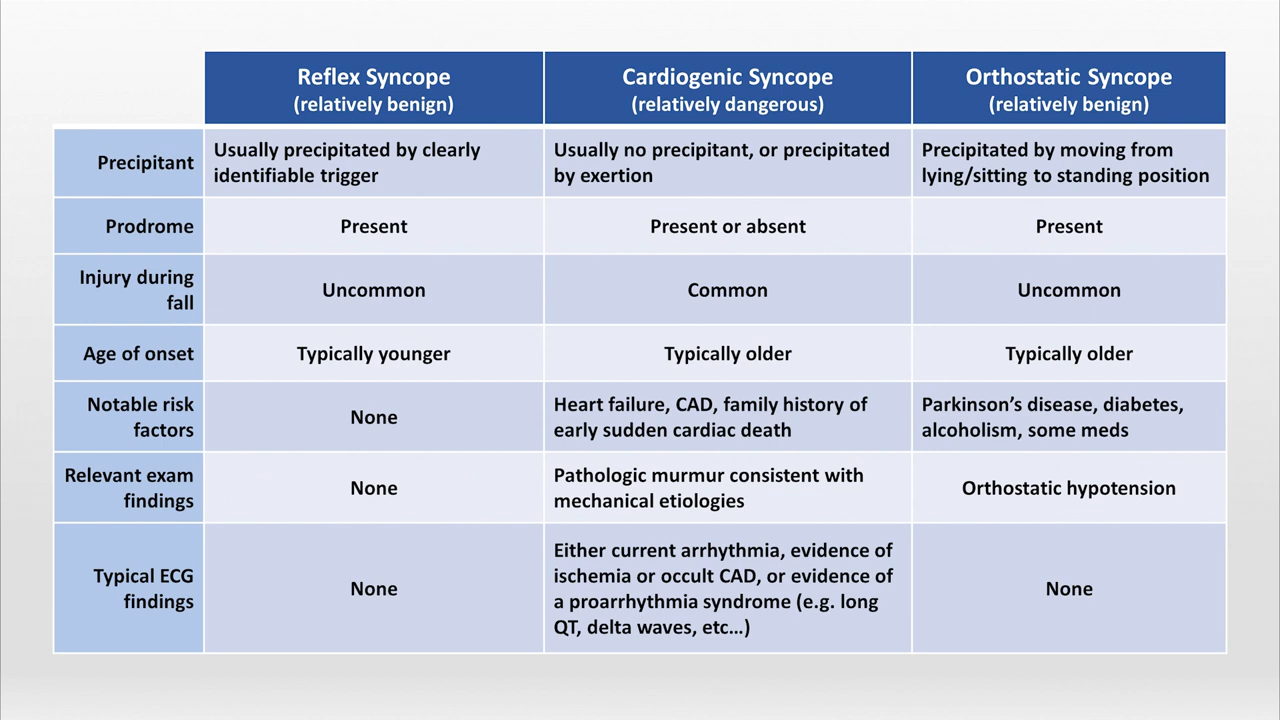 Reflex Syncope
(relatively benign)
Cardiogenic Syncope
(relatively dangerous)
Orthostatic Syncope
(relatively benign)
Precipitant
Usually precipitated by clearly
identifiable trigger
Usually no precipitant, or precipitated
by exertion
Precipitated by moving from
lying/sitting to standing position
Prodrome
Present
Present or absent
Present
Injury during
fall
Uncommon
Common
Uncommon
Age of onset
Typically younger
Typically older
Typically older
Notable risk
factors
None
Heart failure, CAD, family history of
early sudden cardiac death
Parkinson’s disease, diabetes,
alcoholism, some meds
Relevant exam
findings
None
Pathologic murmur consistent with
mechanical etiologies
Orthostatic hypotension
Typical ECG
findings
None
Either current arrhythmia, evidence of
ischemia or occult CAD, or evidence of
a proarrhythmia syndrome (e.g. long
QT, delta waves, etc…)
None